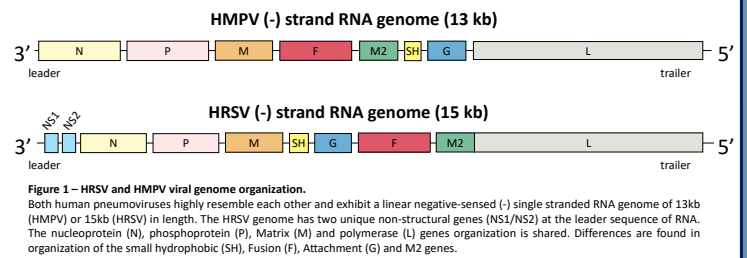 HMPV (-) strand RNA genome (13 kb)
3’ N P M F M2 SH G L 5’
leader trailer
HRSV (-) strand RNA genome (15 kb)
NS1 NS2
3’ N P M SH G F M2 L 5’
leader trailer
Figure 1 – HRSV and HMPV viral genome organization.
Both human pneumoviruses highly resemble each other and exhibit a linear negative-sensed (-) single stranded RNA genome of 13kb
(HMPV) or 15kb (HRSV) in length. The HRSV genome has two unique non-structural genes (NS1/NS2) at the leader sequence of RNA.
The nucleoprotein (N), phosphoprotein (P), Matrix (M) and polymerase (L) genes organization is shared. Differences are found in
organization of the small hydrophobic (SH), Fusion (F), Attachment (G) and M2 genes.